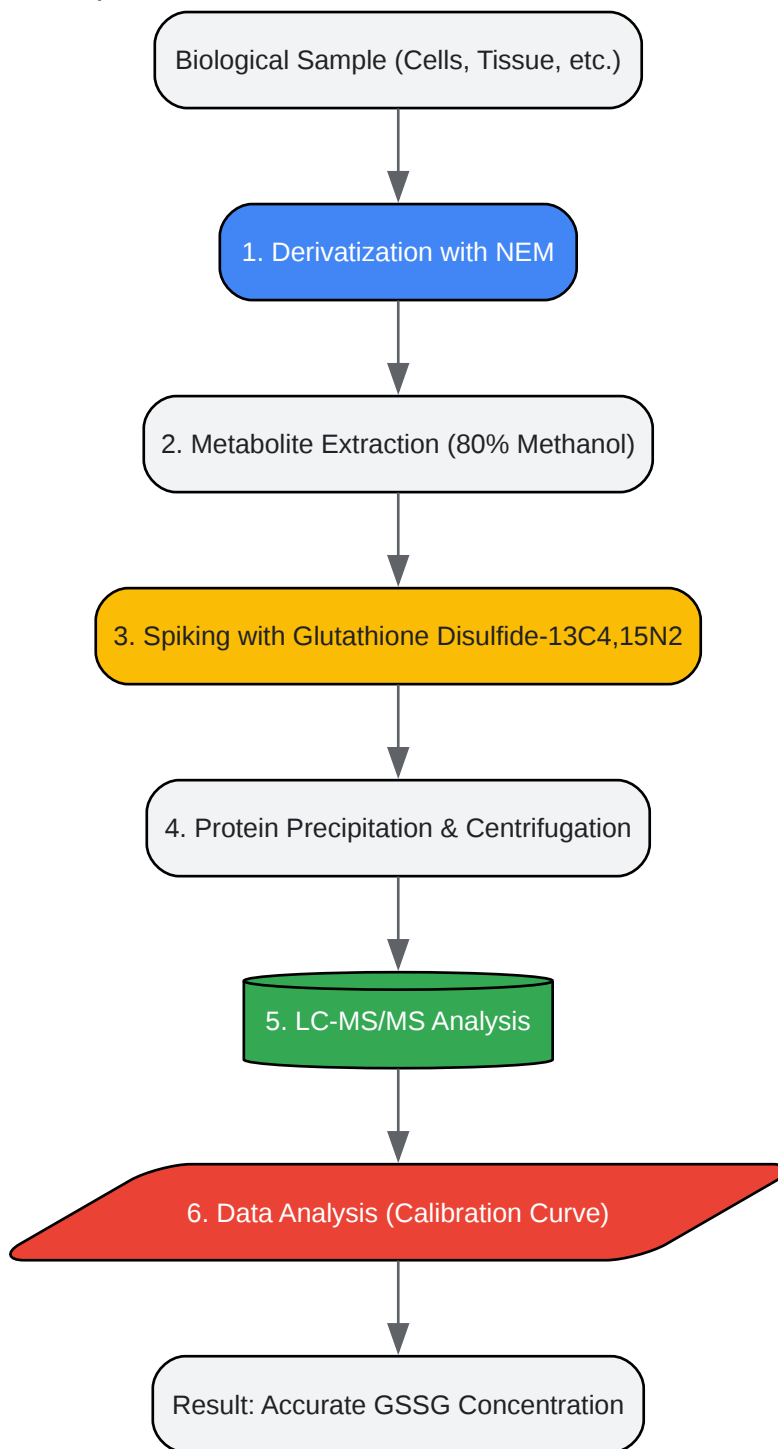 Biological Sample (Cells, Tissue, etc.)
1. Derivatization with NEM
2. Metabolite Extraction (80% Methanol)
3. Spiking with Glutathione Disulfide-13C4,15N2
4. Protein Precipitation & Centrifugation
5. LC-MS/MS Analysis
6. Data Analysis (Calibration Curve)
Result: Accurate GSSG Concentration